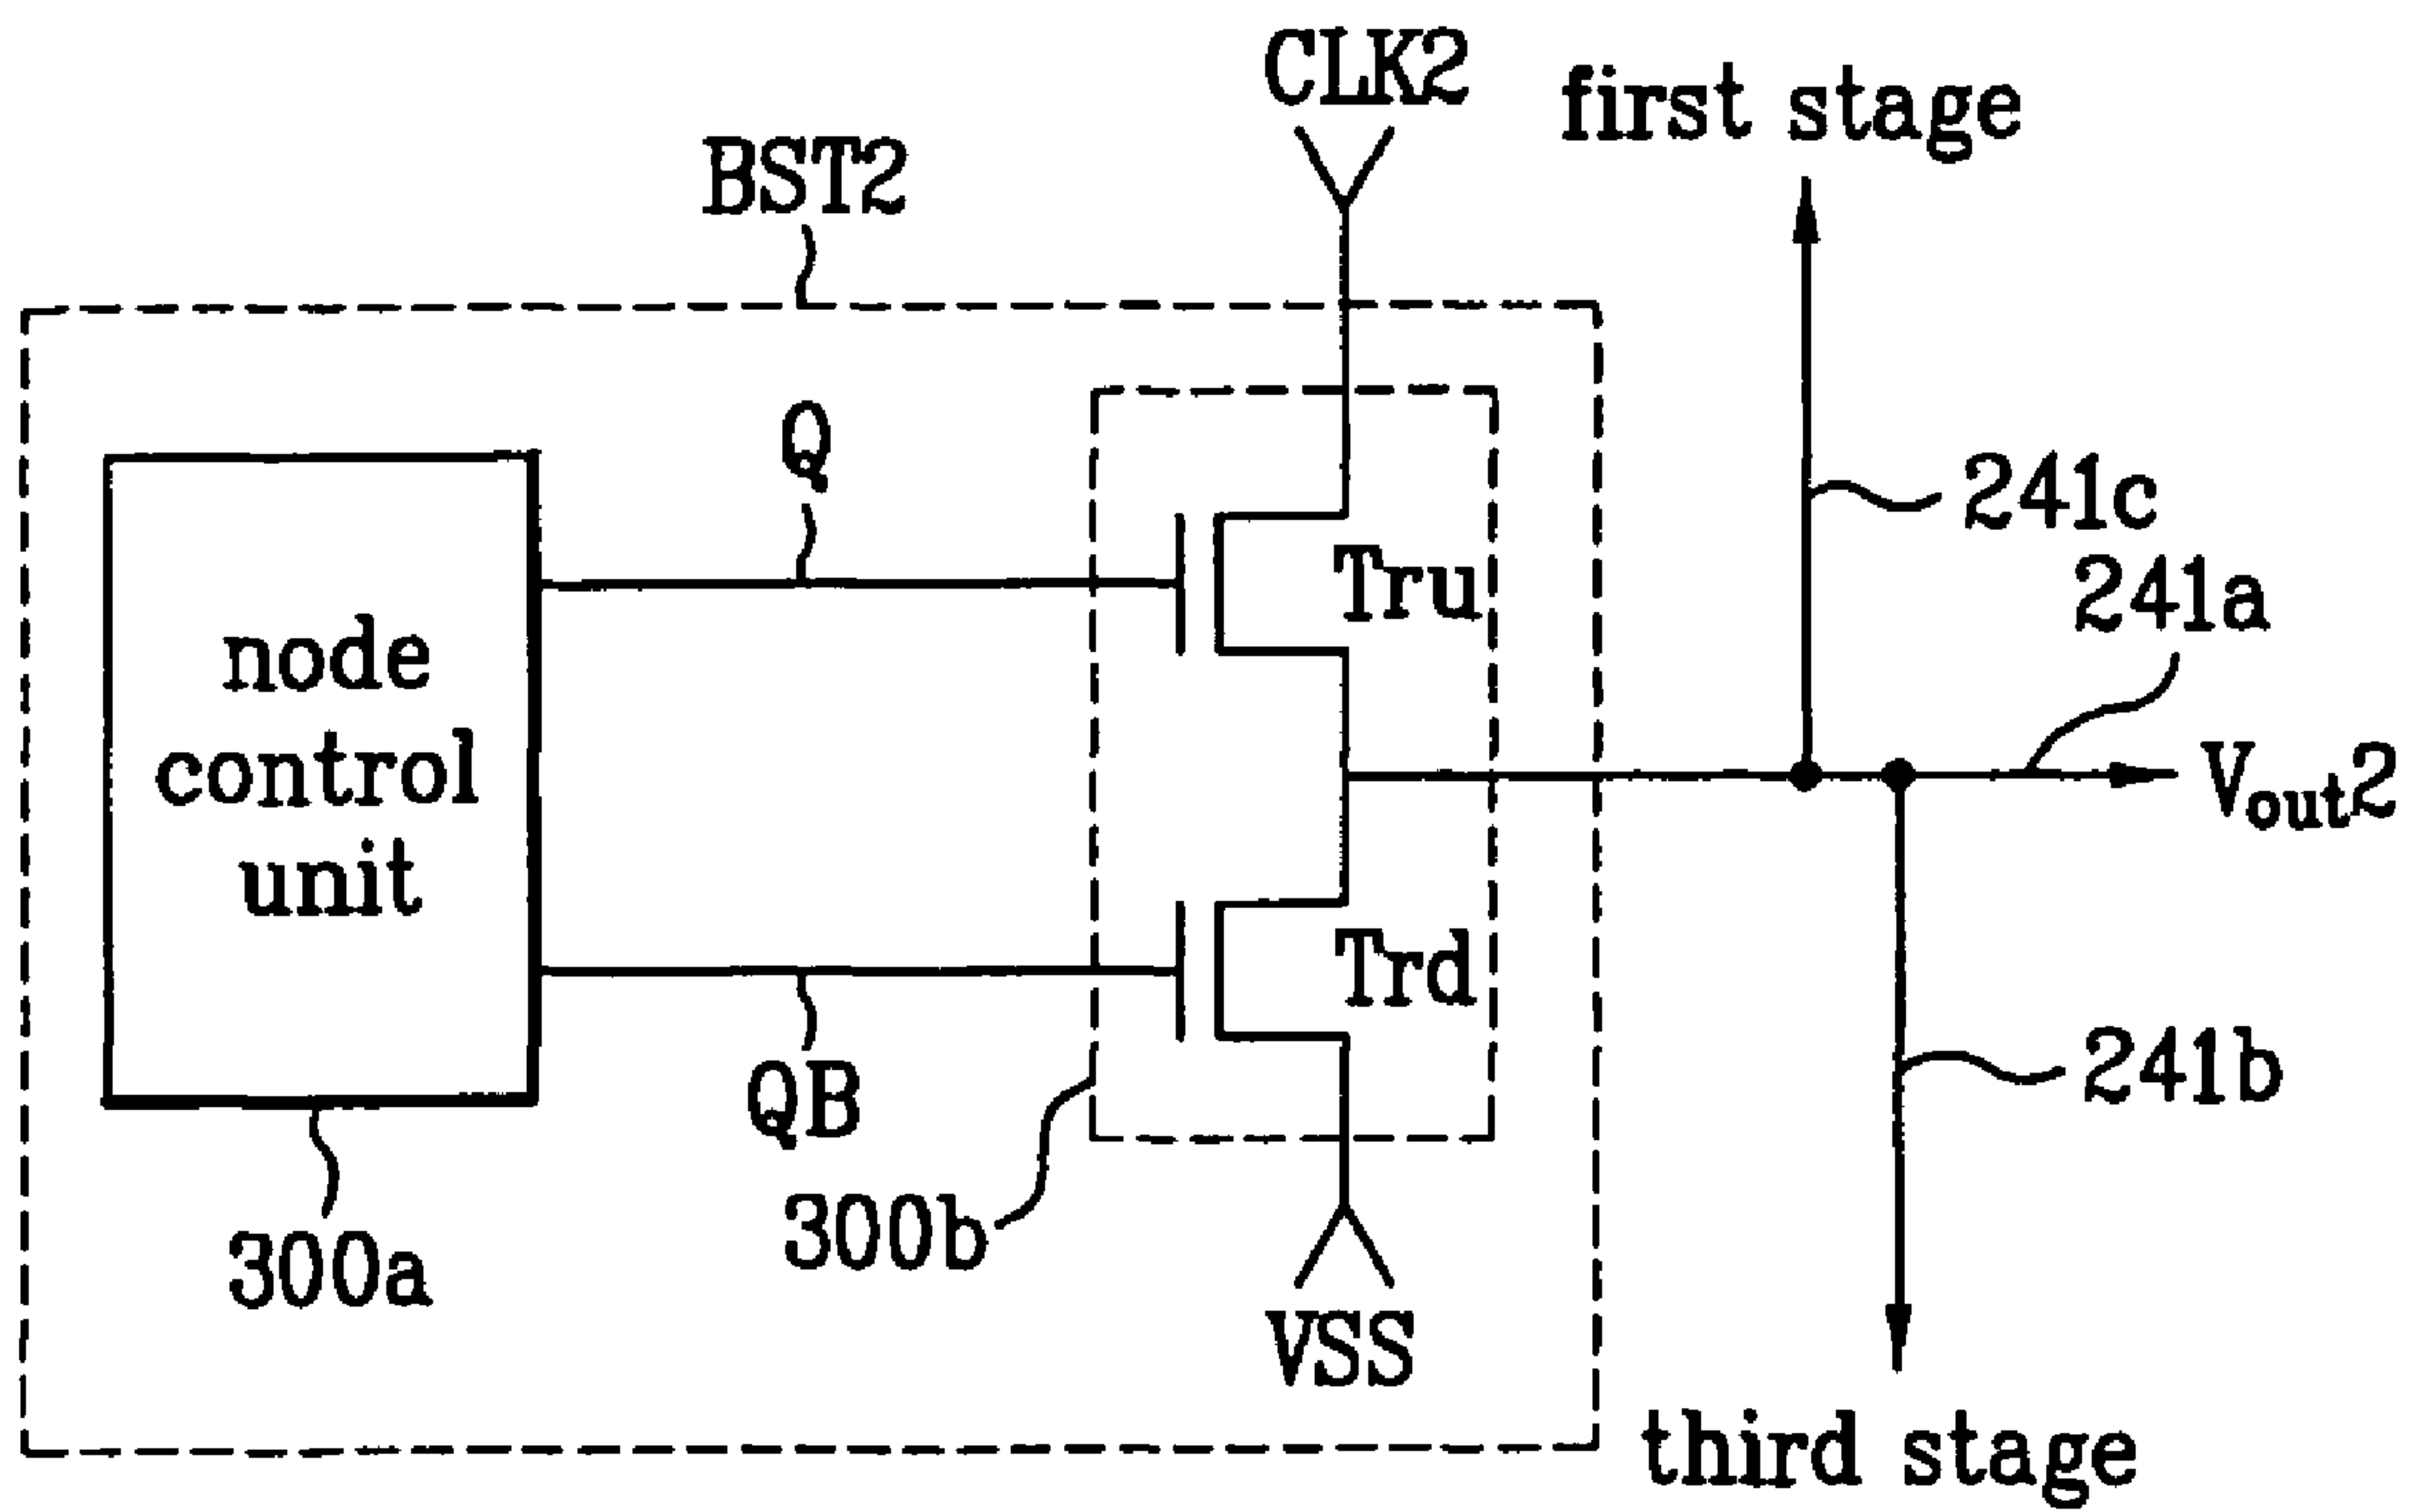 CLK2
first stage
BST2
Q
241c
Tru
241a
node
control
unit
Vout2
Trd
241b
QB
300b
300a
VSS
third stage